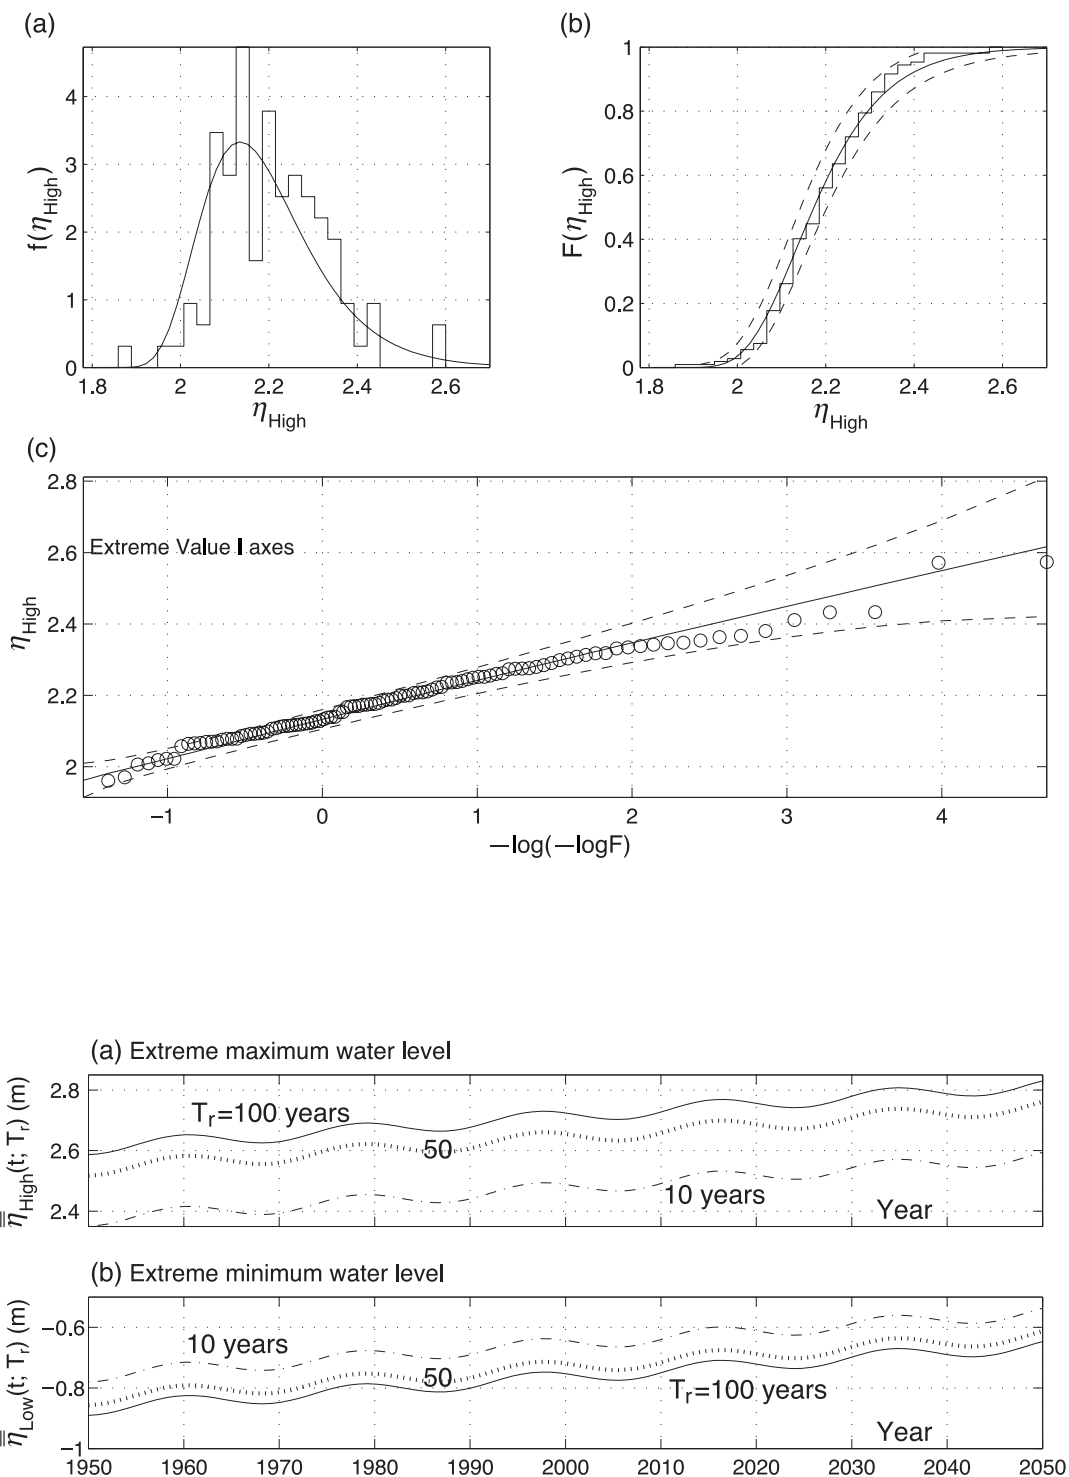 (a)
f(η_High)
4
3
2
1
0
1.8 2 2.2 2.4 2.6
η_High
(b)
F(η_High)
1
0.8
0.6
0.4
0.2
0
1.8 2 2.2 2.4 2.6
η_High
(c)
η_High
2.8
2.6
2.4
2.2
2
Extreme Value I axes
−1 0 1 2 3 4
−log(−logF)
(a) Extreme maximum water level
η_High(t; T_r) (m)
2.8
2.6
2.4
T_r=100 years
50
10 years
Year
(b) Extreme minimum water level
η_Low(t; T_r) (m)
−0.6
−0.8
−1
10 years
50
T_r=100 years
Year
1950 1960 1970 1980 1990 2000 2010 2020 2030 2040 2050